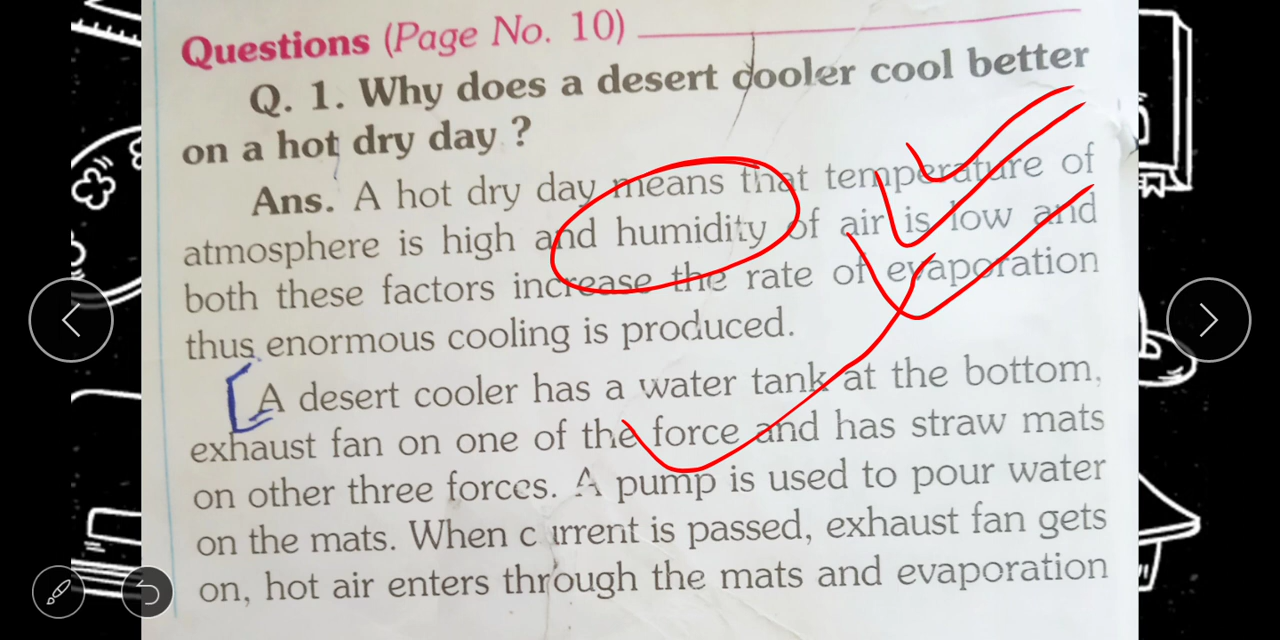 Questions (Page No. 10)
Q. 1. Why does a desert cooler cool better
on a hot dry day ?
Ans. A hot dry day means that temperature of
atmosphere is high and humidity of air is low and
both these factors increase the rate of evaporation
thus enormous cooling is produced.
A desert cooler has a water tank at the bottom,
exhaust fan on one of the force and has straw mats
on other three forces. A pump is used to pour water
on the mats. When current is passed, exhaust fan gets
on, hot air enters through the mats and evaporation